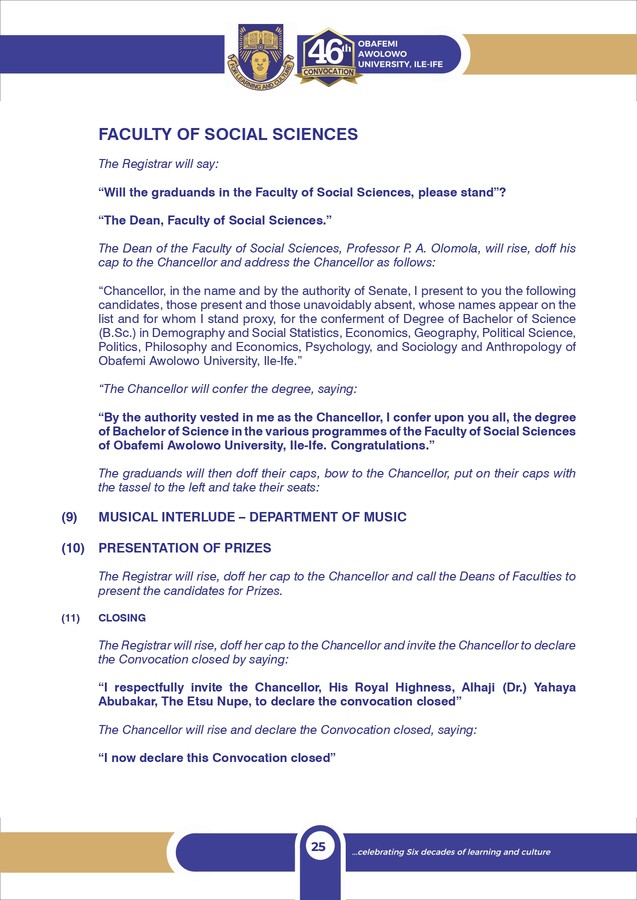 FOR LEARNING AND CULTURE
46th
CONVOCATION
OBAFEMI
AWOLOWO
UNIVERSITY, ILE-IFE
FACULTY OF SOCIAL SCIENCES
The Registrar will say:
“Will the graduands in the Faculty of Social Sciences, please stand”?
“The Dean, Faculty of Social Sciences.”
The Dean of the Faculty of Social Sciences, Professor P. A. Olomola, will rise, doff his
cap to the Chancellor and address the Chancellor as follows:
“Chancellor, in the name and by the authority of Senate, I present to you the following
candidates, those present and those unavoidably absent, whose names appear on the
list and for whom I stand proxy, for the conferment of Degree of Bachelor of Science
(B.Sc.) in Demography and Social Statistics, Economics, Geography, Political Science,
Politics, Philosophy and Economics, Psychology, and Sociology and Anthropology of
Obafemi Awolowo University, Ile-Ife.”
“The Chancellor will confer the degree, saying:
“By the authority vested in me as the Chancellor, I confer upon you all, the degree
of Bachelor of Science in the various programmes of the Faculty of Social Sciences
of Obafemi Awolowo University, Ile-Ife. Congratulations.”
The graduands will then doff their caps, bow to the Chancellor, put on their caps with
the tassel to the left and take their seats:
(9) MUSICAL INTERLUDE – DEPARTMENT OF MUSIC
(10) PRESENTATION OF PRIZES
The Registrar will rise, doff her cap to the Chancellor and call the Deans of Faculties to
present the candidates for Prizes.
(11) CLOSING
The Registrar will rise, doff her cap to the Chancellor and invite the Chancellor to declare
the Convocation closed by saying:
“I respectfully invite the Chancellor, His Royal Highness, Alhaji (Dr.) Yahaya
Abubakar, The Etsu Nupe, to declare the convocation closed”
The Chancellor will rise and declare the Convocation closed, saying:
“I now declare this Convocation closed”
25
...celebrating Six decades of learning and culture